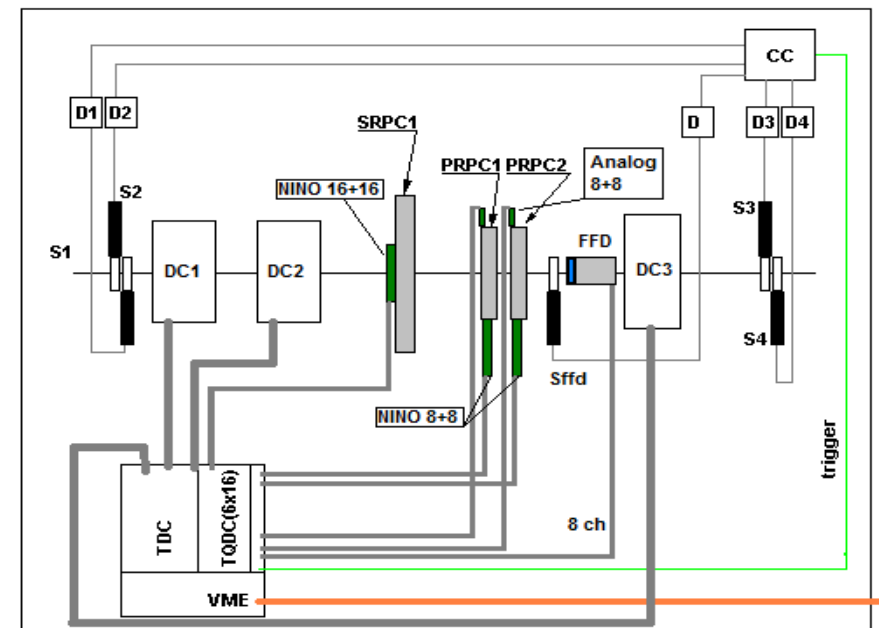 CC
D1 D2
D
D3 D4
SRPC1
Analog
8+8
PRPC1 PRPC2
NINO 16+16
S2
S3
S1
FFD
DC1
DC2
DC3
S4
Sffd
NINO 8+8
trigger
8 ch
TDC
TQDC(6x16)
VME